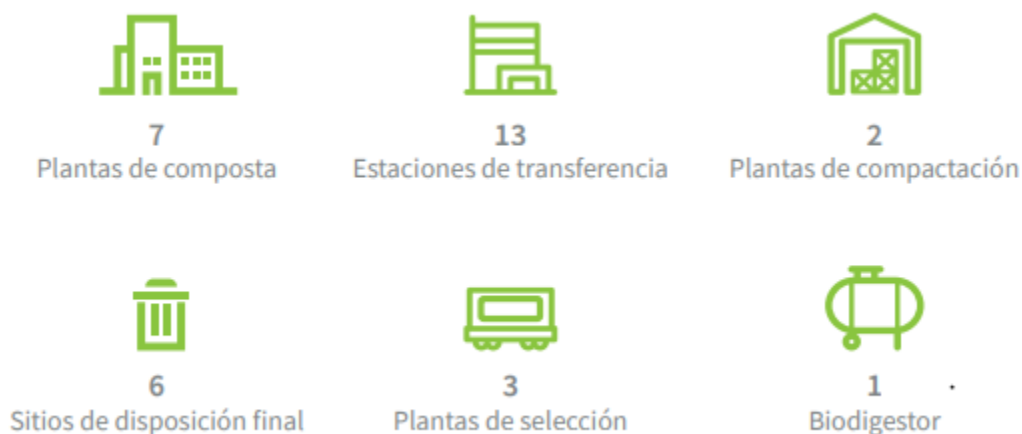 7
Plantas de composta
13
Estaciones de transferencia
2
Plantas de compactación
6
Sitios de disposición final
3
Plantas de selección
1
Biodigestor